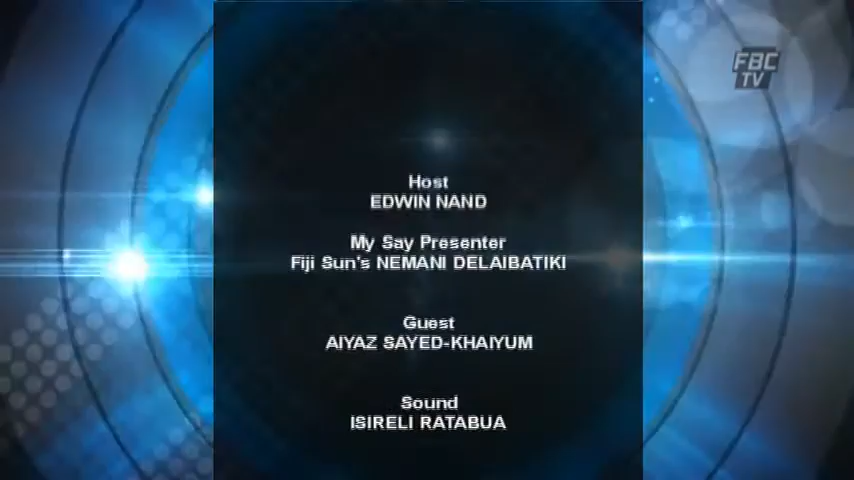 FBC
TV
Host
EDWIN NAND
My Say Presenter
Fiji Sun's NEMANI DELAIBATIKI
Guest
AIYAZ SAYED-KHAIYUM
Sound
ISIRELI RATABUA